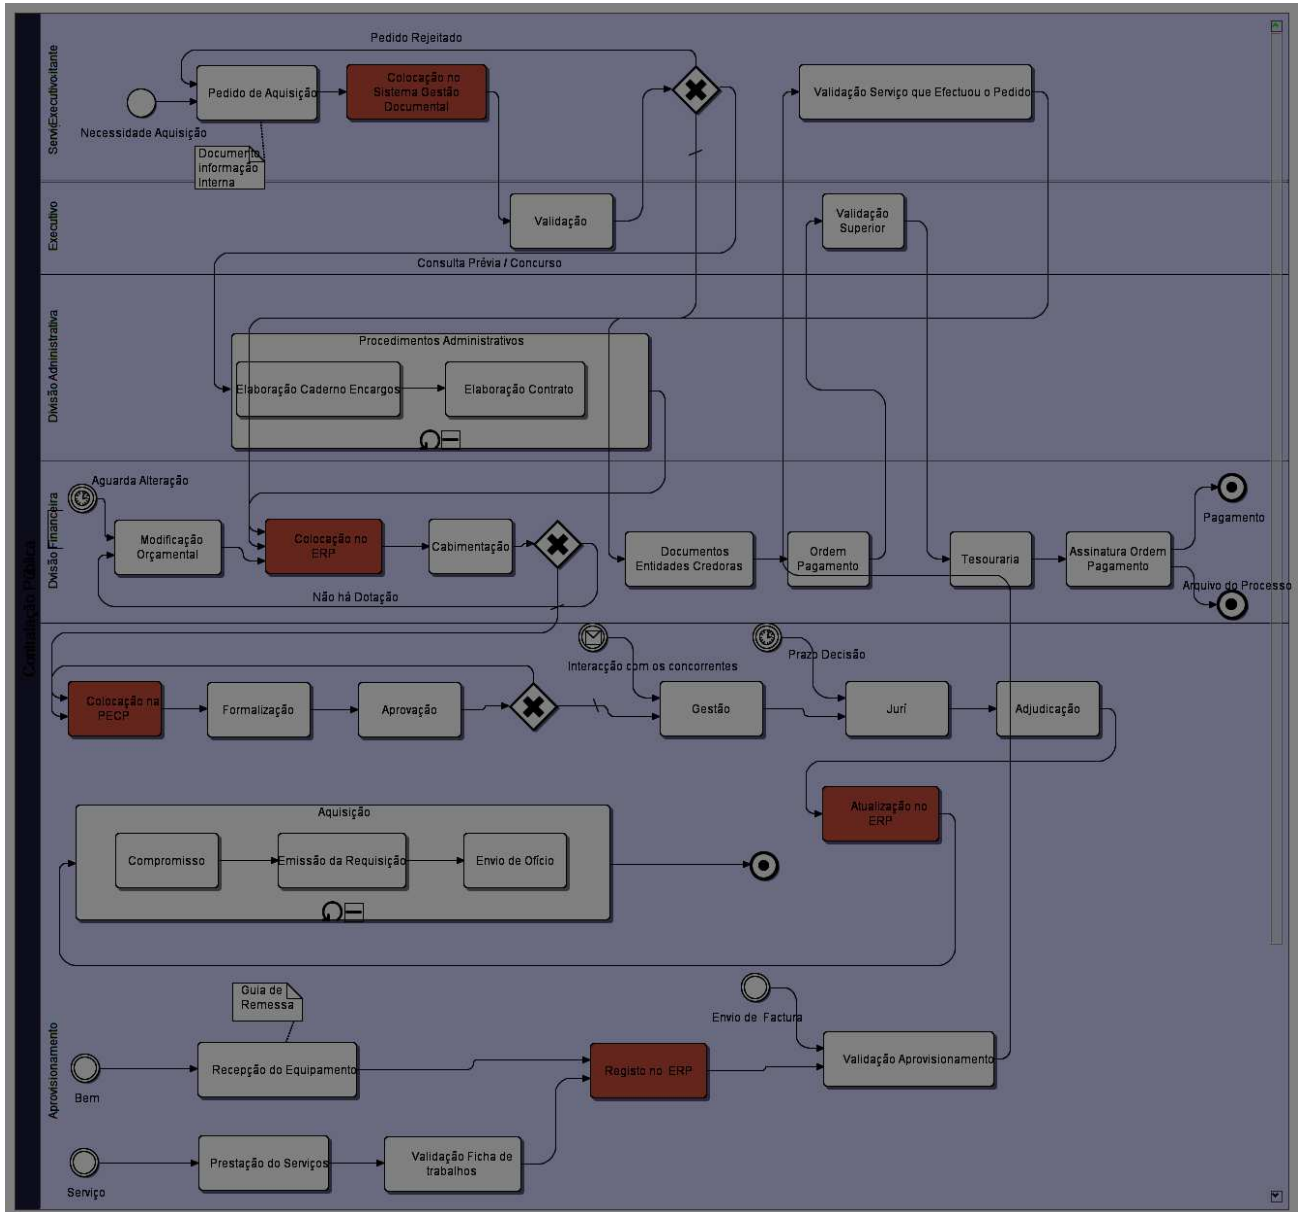 Contratação Pública
Pedido Rejeitado
Pedido de Aquisição
Colocação no
Sistema Gestão
Documental
Validação Serviço que Efectuou o Pedido
Necessidade Aquisição
Documento
informação
Interna
Executivo
Validação
Validação
Superior
Consulta Prévia / Concurso
Divisão Administrativa
Procedimentos Administrativos
Elaboração Caderno Encargos
Elaboração Contrato
Divisão Financeira
Aguarda Alteração
Modificação
Orçamental
Colocação no
ERP
Cabimentação
Não há Dotação
Documentos
Entidades Credoras
Ordem
Pagamento
Tesouraria
Assinatura Ordem
Pagamento
Pagamento
Arquivo do Processo
Interacção com os concorrentes
Prazo Decisão
Colocação na
PECP
Formalização
Aprovação
Gestão
Jurí
Adjudicação
Atualização no
ERP
Aquisição
Compromisso
Emissão da Requisição
Envio de Ofício
Aprovisionamento
Guia de
Remessa
Envio de Factura
Bem
Recepção do Equipamento
Registo no ERP
Validação Aprovisionamento
Serviço
Prestação do Serviços
Validação Ficha de
trabalhos